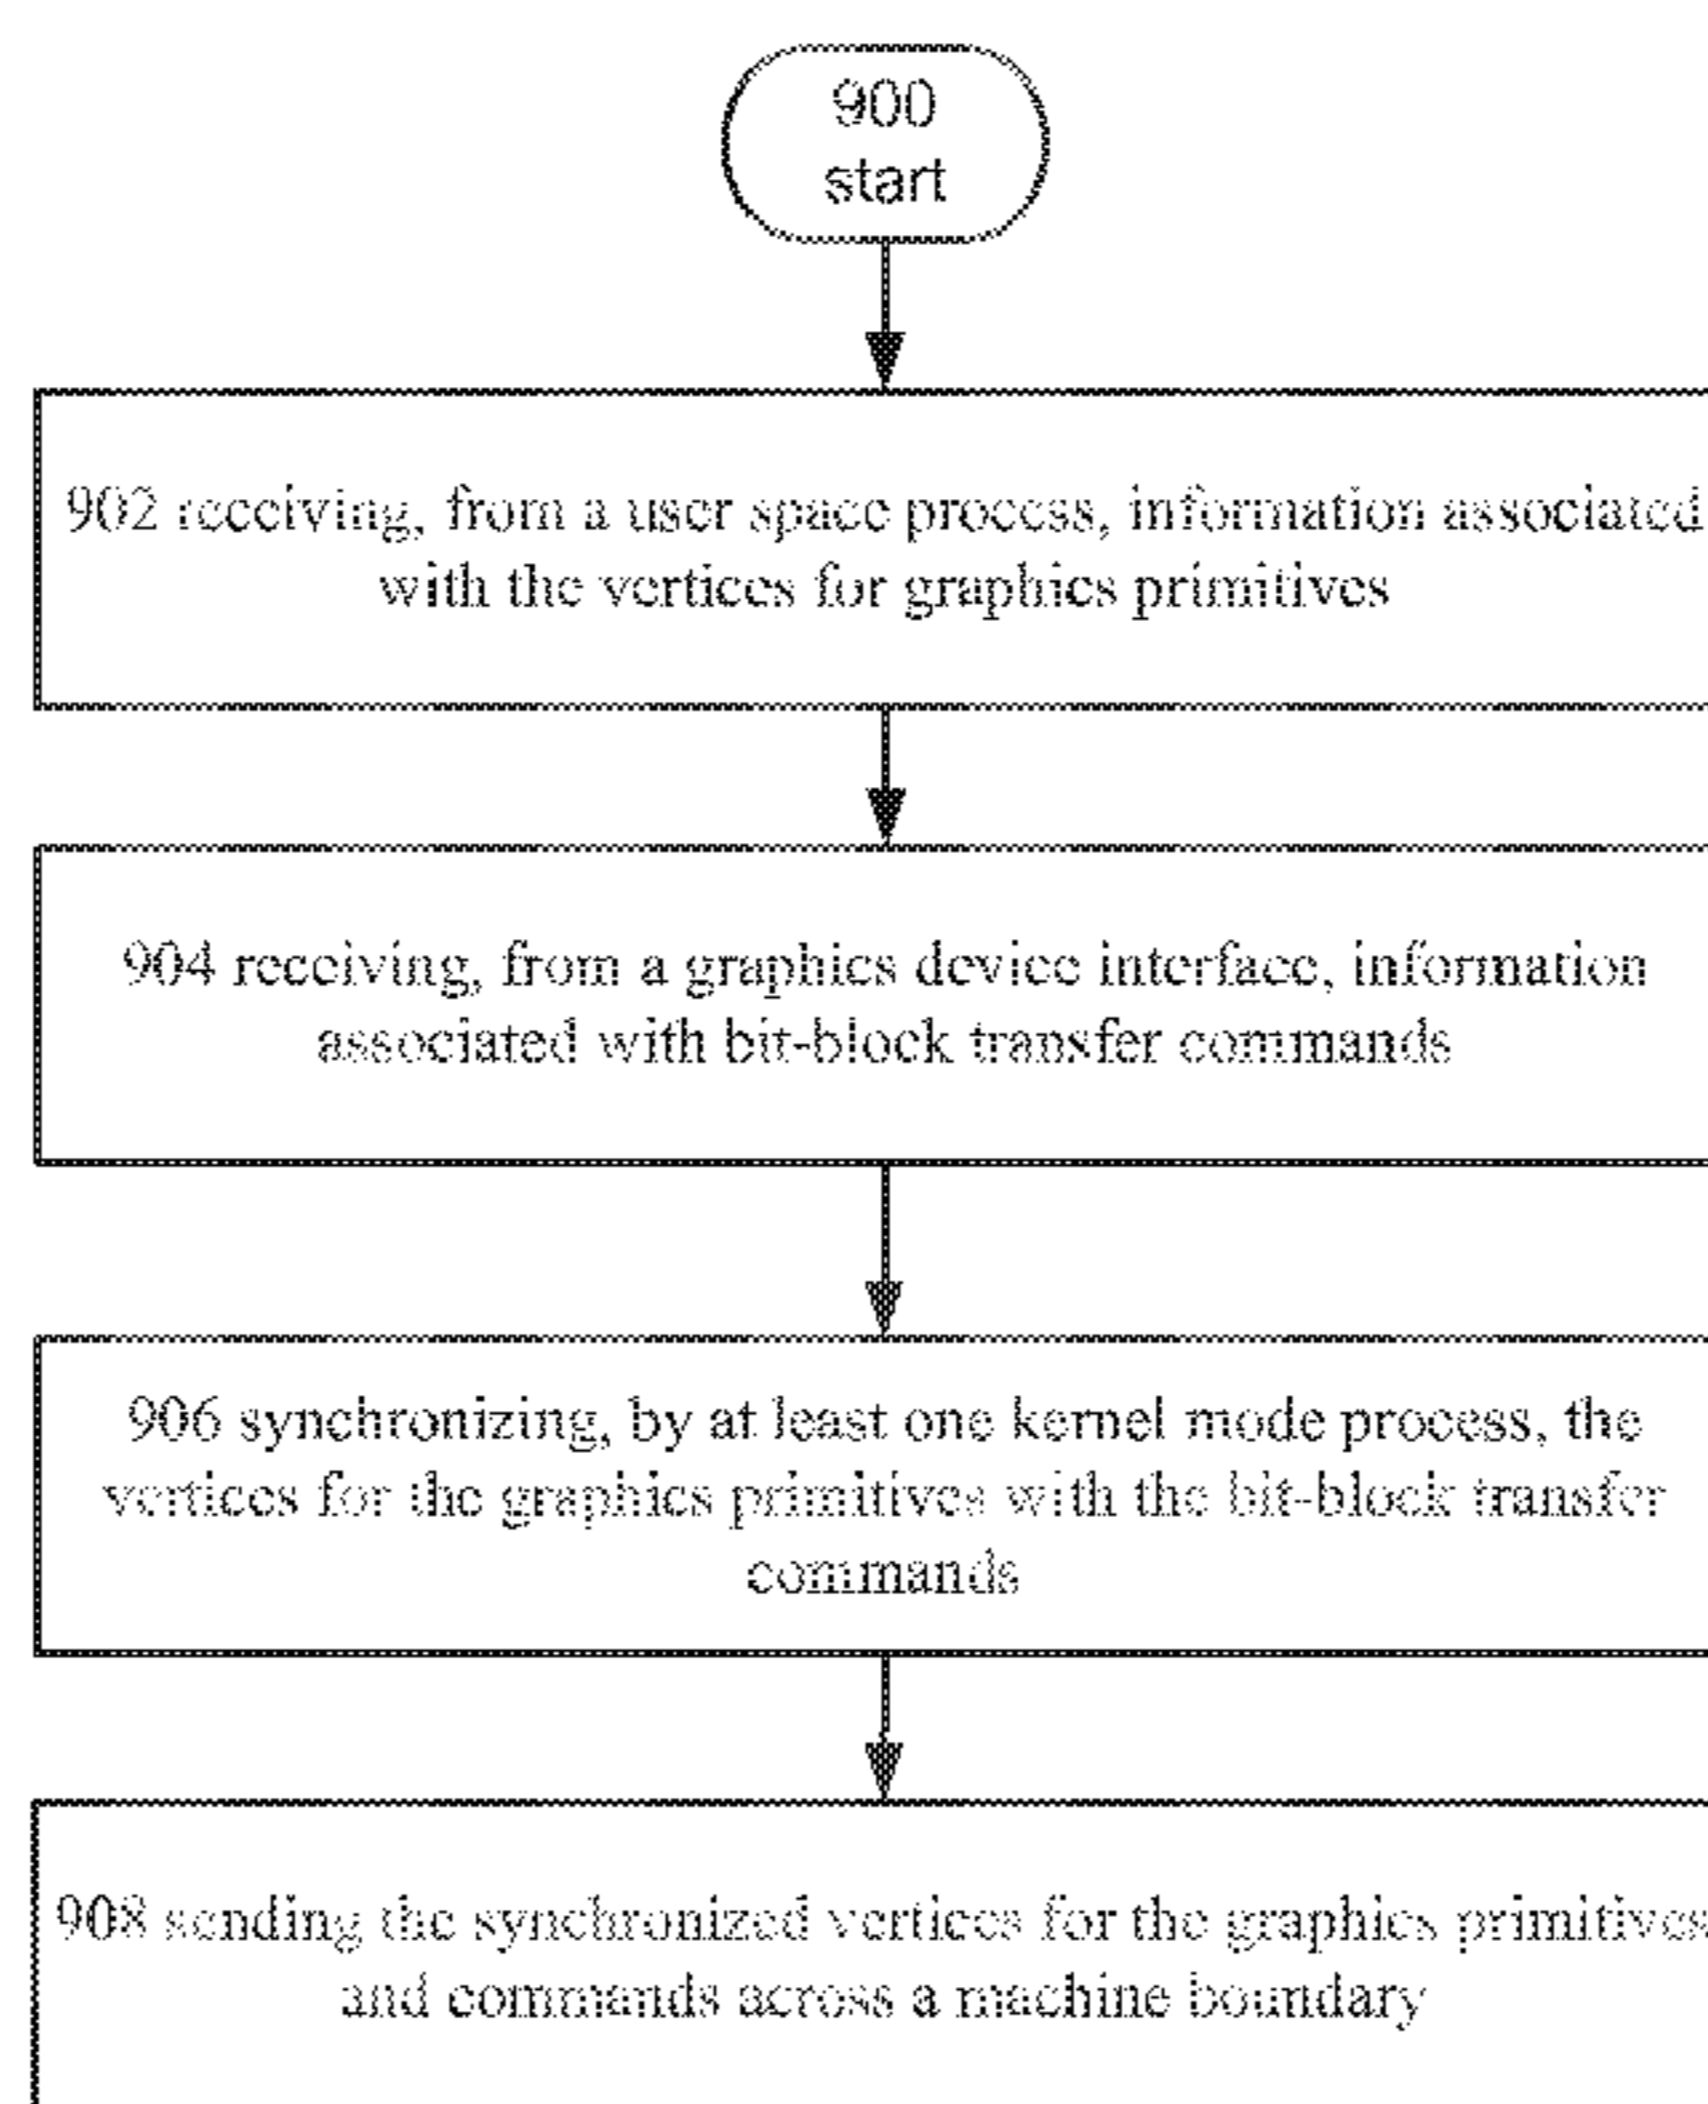 900
start
902 receiving, from a user space process, information associated
with the vertices for graphics primitives
904 receiving, from a graphics device interface, information
associated with bit-block transfer commands
906 synchronizing, by at least one kernel mode process, the
vertices for the graphics primitives with the bit-block transfer
commands
908 sending the synchronized vertices for the graphics primitives
and commands across a machine boundary